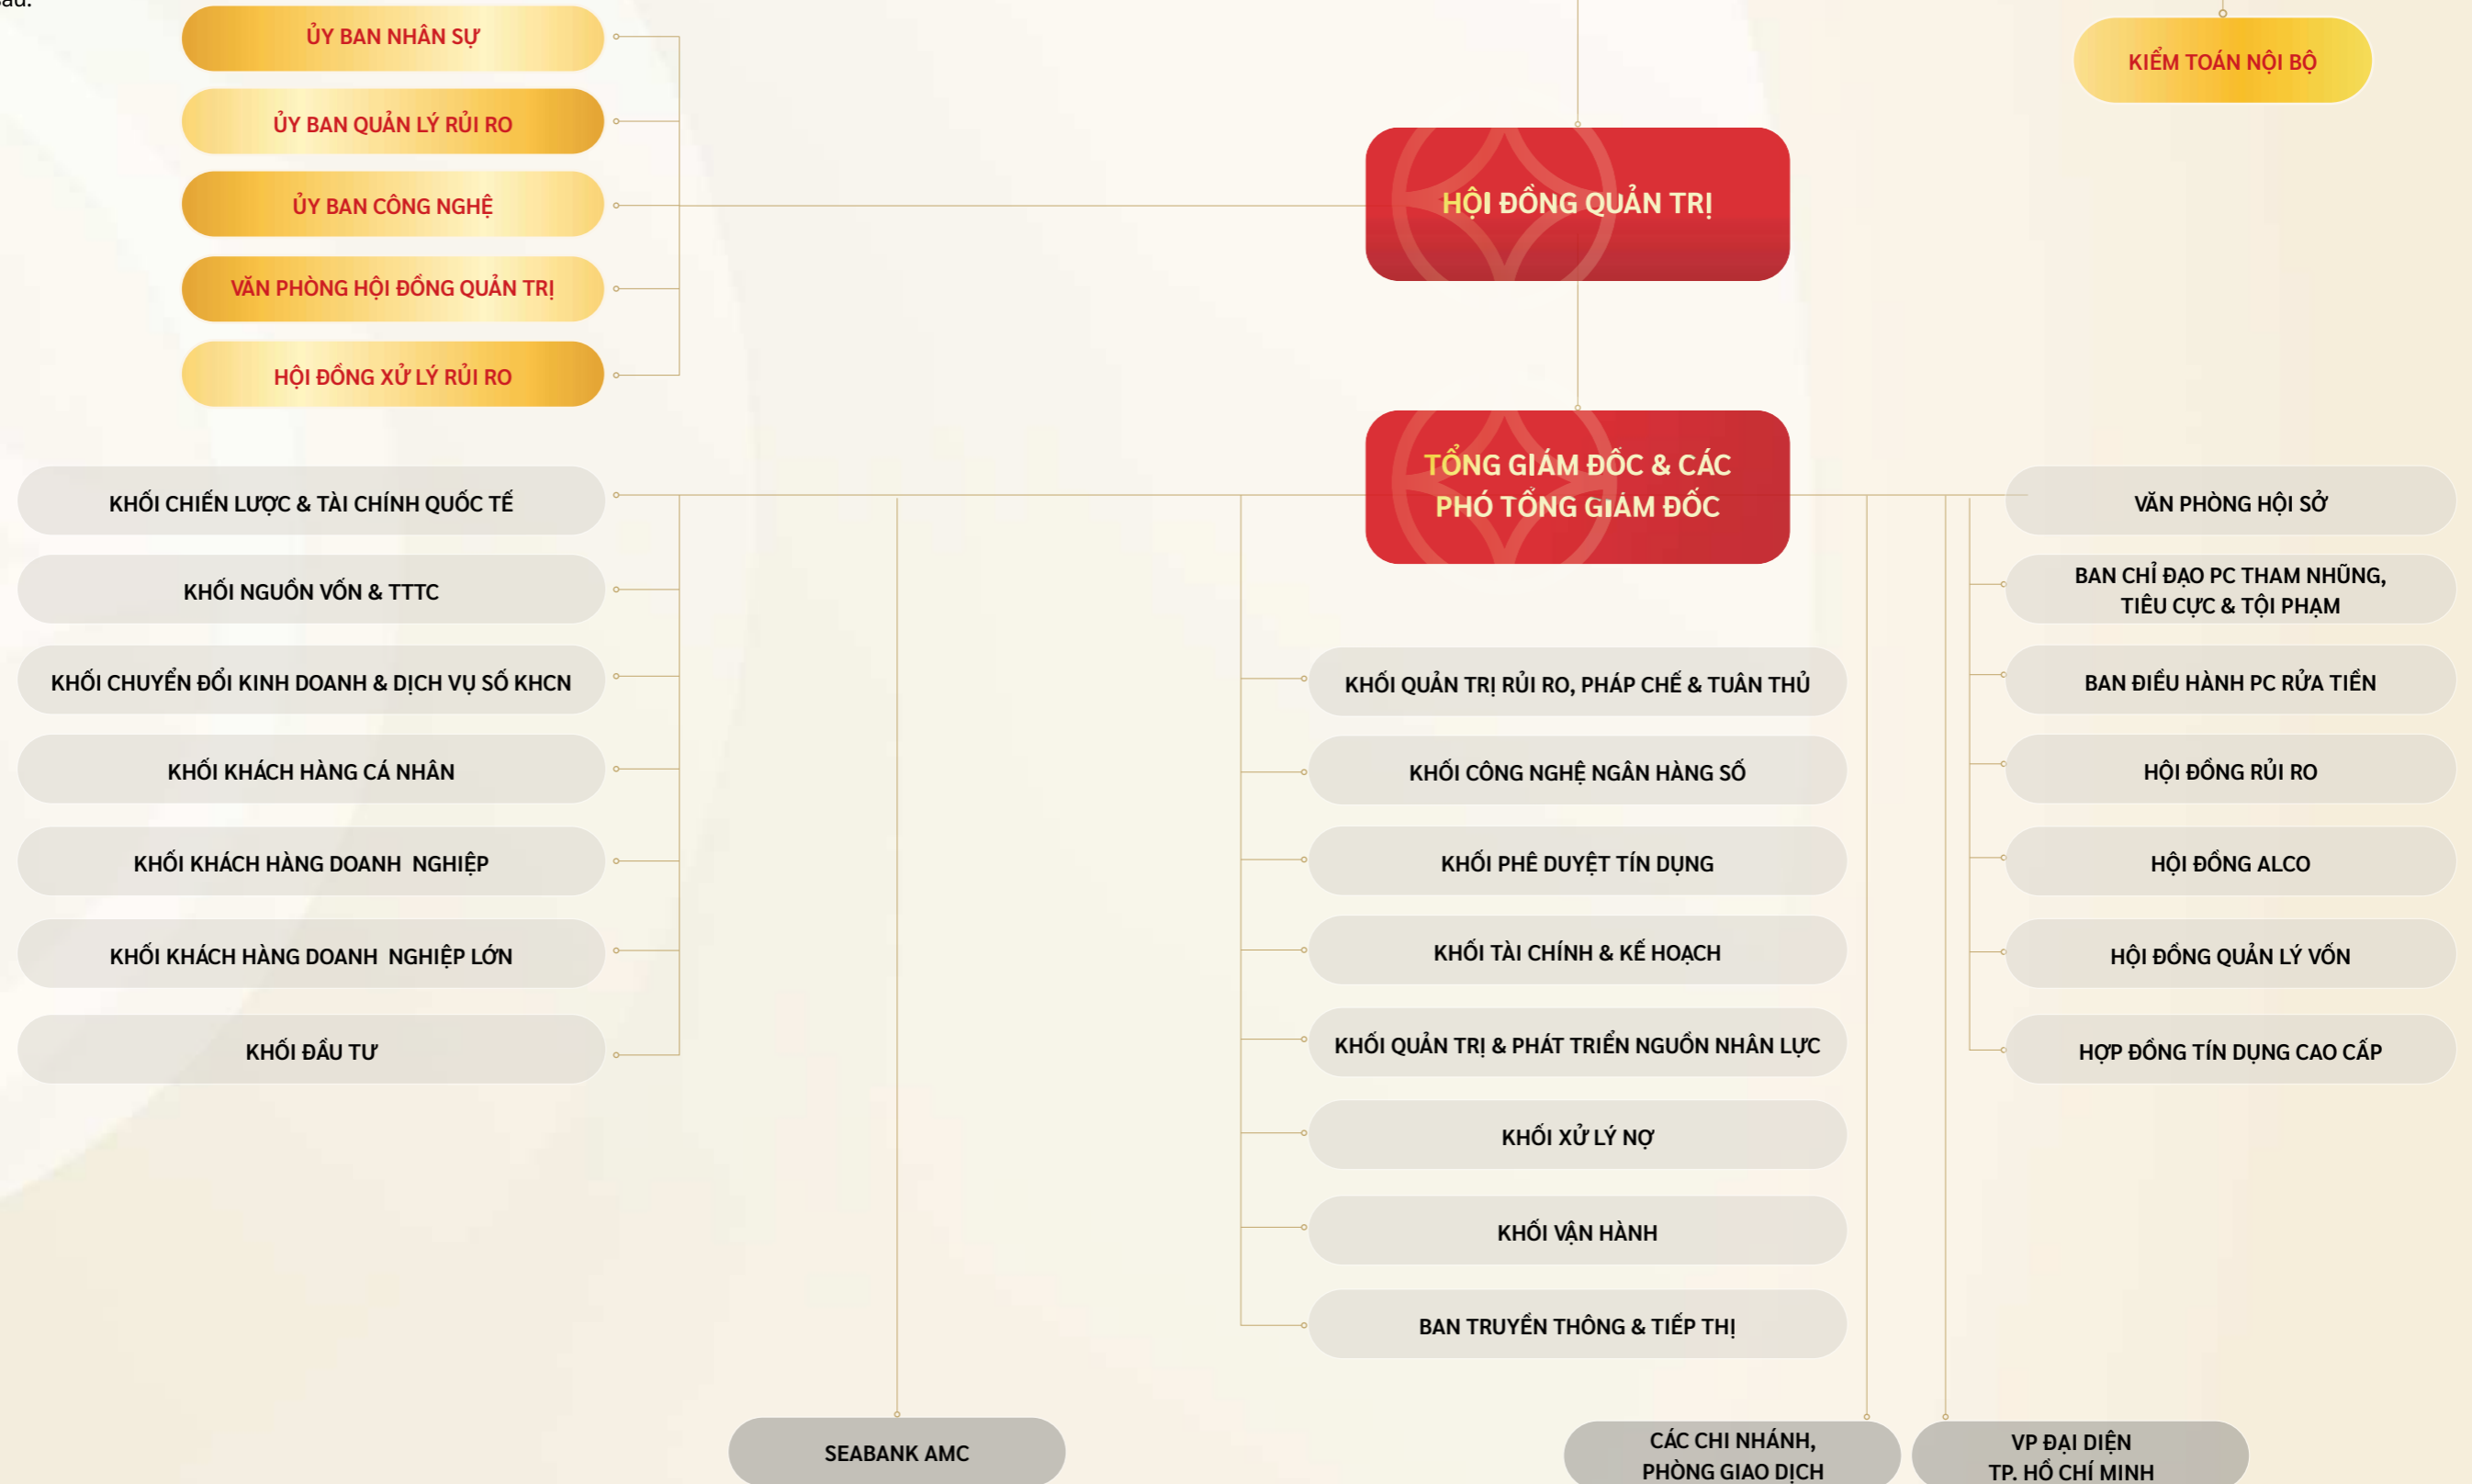 sau:
ỦY BAN NHÂN SỰ
ỦY BAN QUẢN LÝ RỦI RO
ỦY BAN CÔNG NGHỆ
VĂN PHÒNG HỘI ĐỒNG QUẢN TRỊ
HỘI ĐỒNG XỬ LÝ RỦI RO
KIỂM TOÁN NỘI BỘ
HỘI ĐỒNG QUẢN TRỊ
TỔNG GIÁM ĐỐC & CÁC
PHÓ TỔNG GIÁM ĐỐC
KHỐI CHIẾN LƯỢC & TÀI CHÍNH QUỐC TẾ
KHỐI NGUỒN VỐN & TTTC
KHỐI CHUYỂN ĐỔI KINH DOANH & DỊCH VỤ SỐ KHCN
KHỐI KHÁCH HÀNG CÁ NHÂN
KHỐI KHÁCH HÀNG DOANH NGHIỆP
KHỐI KHÁCH HÀNG DOANH NGHIỆP LỚN
KHỐI ĐẦU TƯ
KHỐI QUẢN TRỊ RỦI RO, PHÁP CHẾ & TUÂN THỦ
KHỐI CÔNG NGHỆ NGÂN HÀNG SỐ
KHỐI PHÊ DUYỆT TÍN DỤNG
KHỐI TÀI CHÍNH & KẾ HOẠCH
KHỐI QUẢN TRỊ & PHÁT TRIỂN NGUỒN NHÂN LỰC
KHỐI XỬ LÝ NỢ
KHỐI VẬN HÀNH
BAN TRUYỀN THÔNG & TIẾP THỊ
VĂN PHÒNG HỘI SỞ
BAN CHỈ ĐẠO PC THAM NHŨNG,
TIÊU CỰC & TỘI PHẠM
BAN ĐIỀU HÀNH PC RỬA TIỀN
HỘI ĐỒNG RỦI RO
HỘI ĐỒNG ALCO
HỘI ĐỒNG QUẢN LÝ VỐN
HỢP ĐỒNG TÍN DỤNG CAO CẤP
SEABANK AMC
CÁC CHI NHÁNH,
PHÒNG GIAO DỊCH
VP ĐẠI DIỆN
TP. HỒ CHÍ MINH